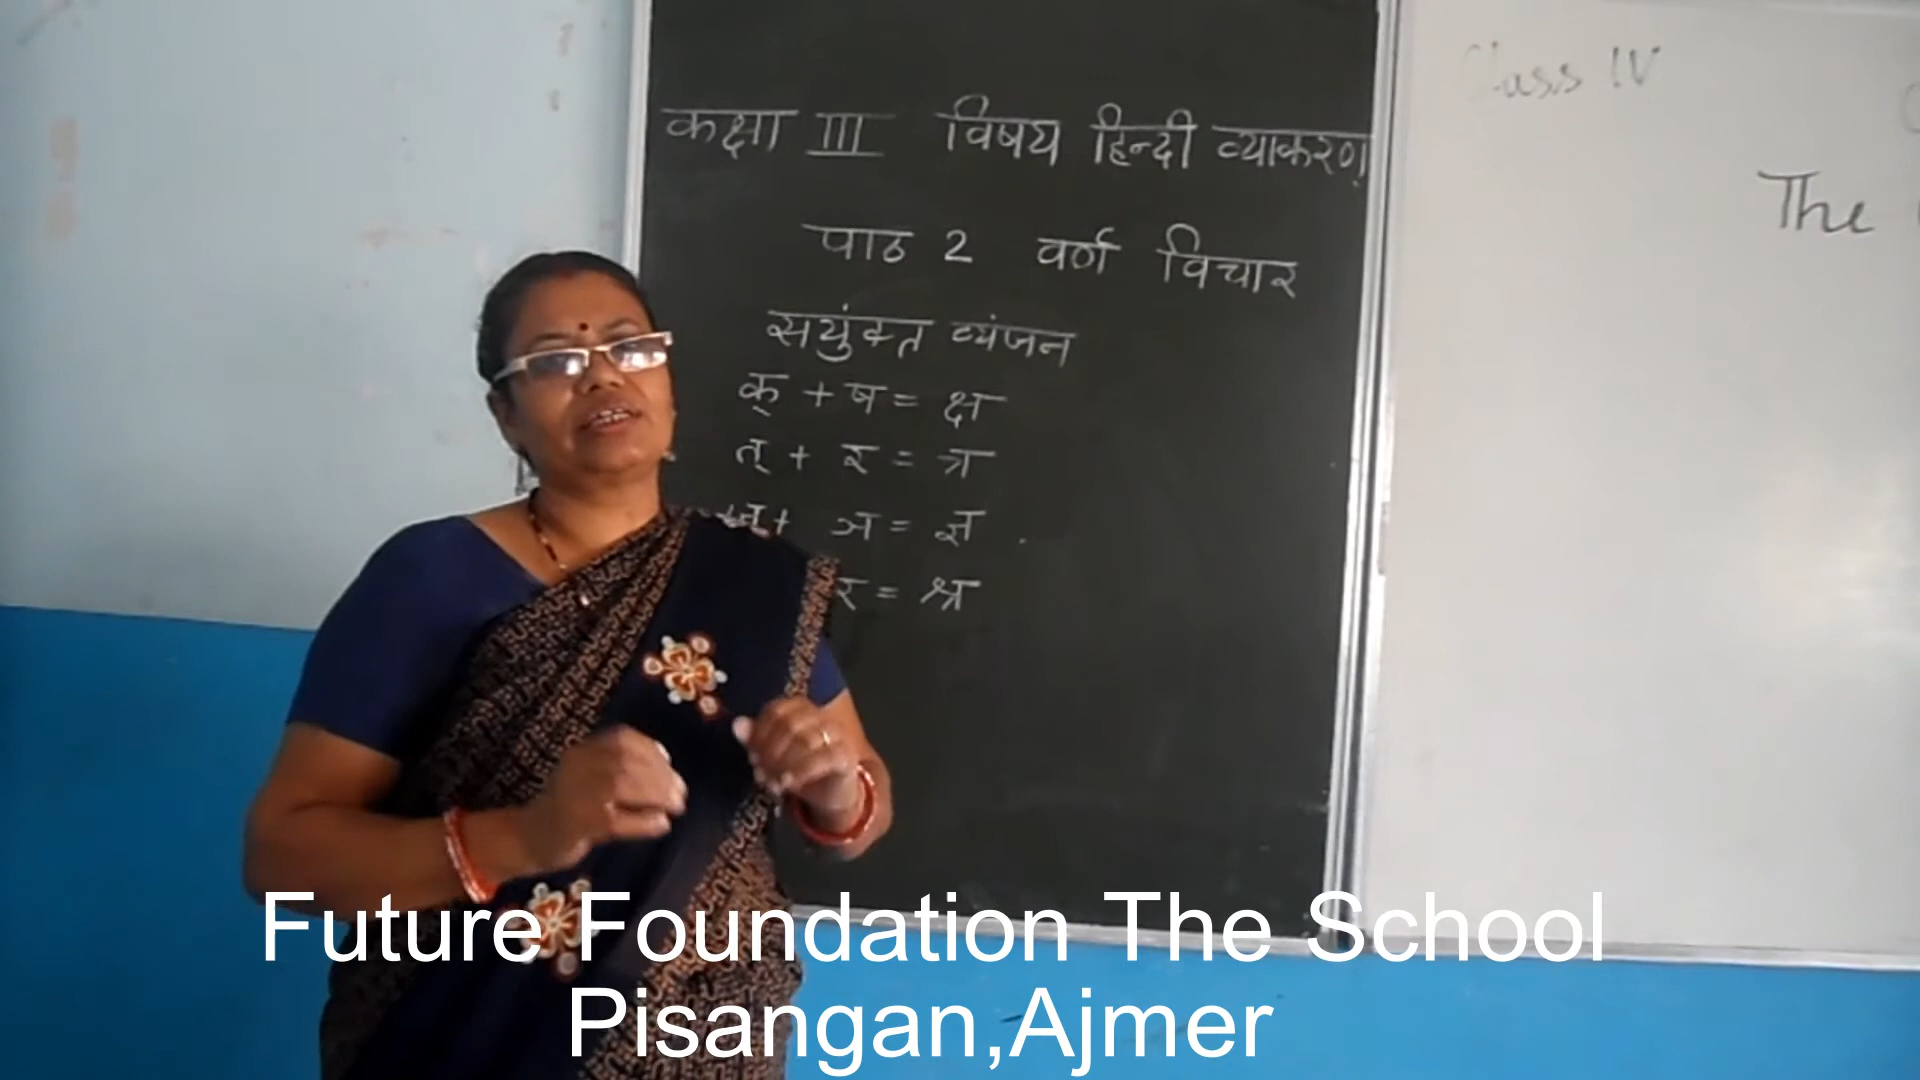 कक्षा III विषय हिन्दी व्याकरण
पाठ 2 वर्ण विचार
सयुंक्त व्यंजन
क् + ष = क्ष
त् + र = त्र
+ ञ = ज्ञ
र = श्र
Class IV
The
Future Foundation The School
Pisangan,Ajmer